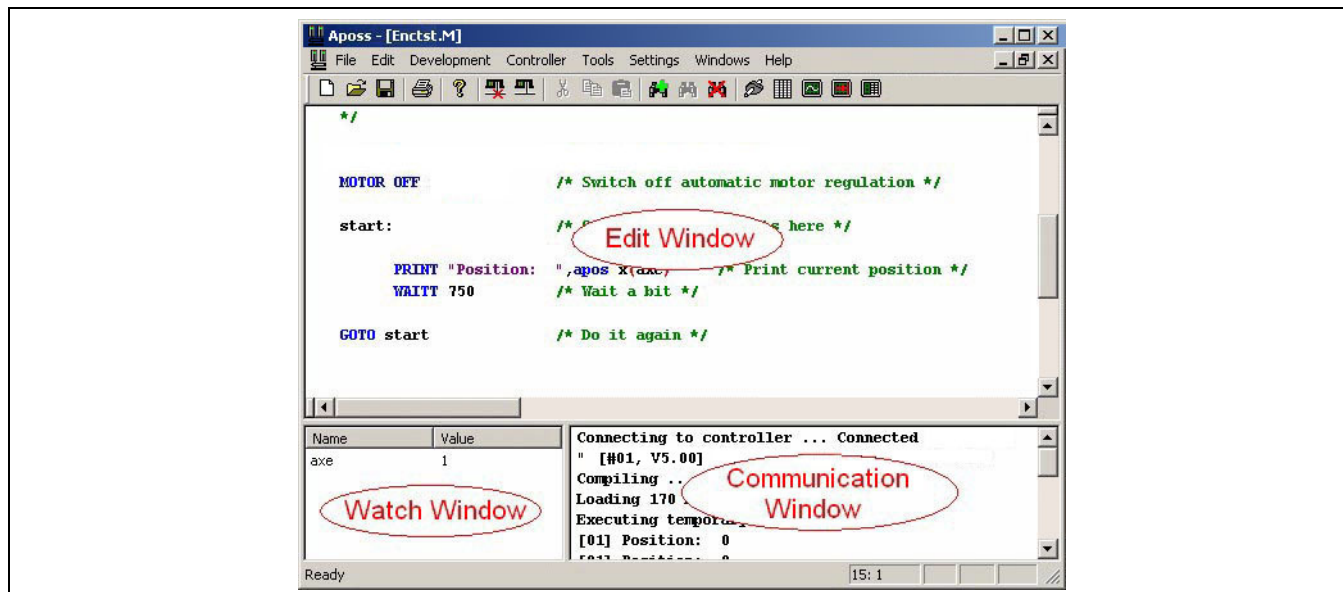 Aposs - [Enctst.M]
File Edit Development Controller Tools Settings Windows Help
*/
MOTOR OFF /* Switch off automatic motor regulation */
start: /* here */
Edit Window
PRINT "Position: ",apos x(axe) /* Print current position */
WAITT 750 /* Wait a bit */
GOTO start /* Do it again */
Name Value
axe 1
Watch Window
Connecting to controller ... Connected
" [#01, V5.00]
Compiling ..
Loading 170
Executing
[01] Position: 0
Communication
Window
Ready 15: 1